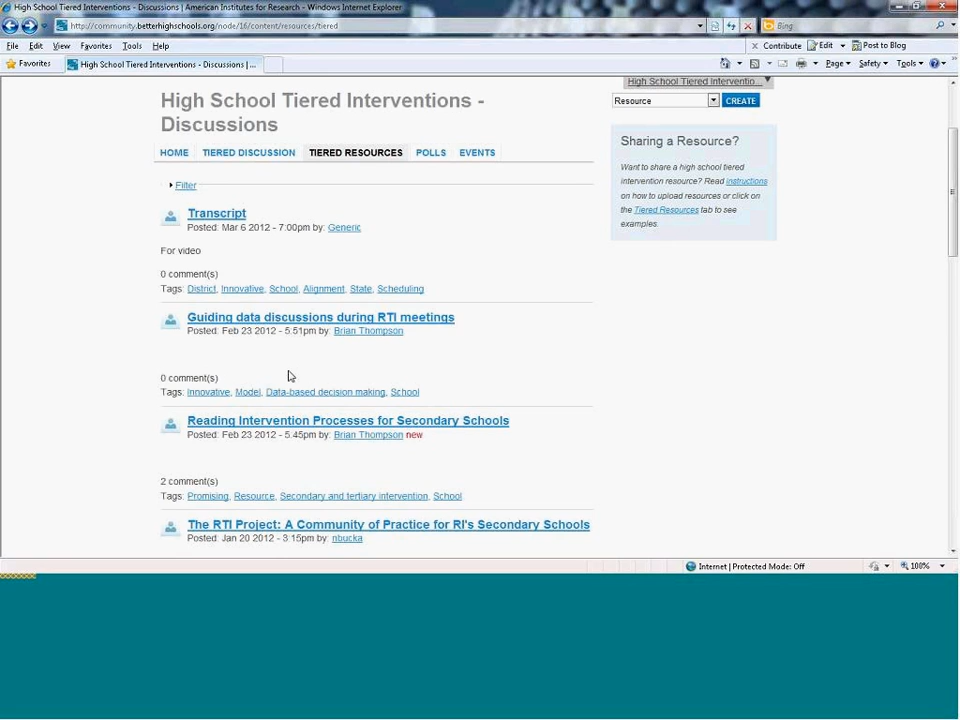 High School Tiered Interventions - Discussions | American Institutes for Research - Windows Internet Explorer
http://community.betterhighschools.org/node/16/content/resources/tiered
Bing
File Edit View Favorites Tools Help
x Contribute Edit Post to Blog
Favorites High School Tiered Interventions - Discussions | ...
Page Safety Tools
High School Tiered Interventio...
High School Tiered Interventions -
Discussions
Resource CREATE
HOME TIERED DISCUSSION TIERED RESOURCES POLLS EVENTS
Sharing a Resource?
Want to share a high school tiered
intervention resource? Read instructions
on how to upload resources or click on
the Tiered Resources tab to see
examples.
Filter
Transcript
Posted: Mar 6 2012 - 7:00pm by: Generic
For video
0 comment(s)
Tags: District, Innovative, School, Alignment, State, Scheduling
Guiding data discussions during RTI meetings
Posted: Feb 23 2012 - 5:51pm by: Brian Thompson
0 comment(s)
Tags: Innovative, Model, Data-based decision making, School
Reading Intervention Processes for Secondary Schools
Posted: Feb 23 2012 - 5:45pm by: Brian Thompson new
2 comment(s)
Tags: Promising, Resource, Secondary and tertiary intervention, School
The RTI Project: A Community of Practice for RI's Secondary Schools
Posted: Jan 20 2012 - 3:15pm by: nbucka
Internet | Protected Mode: Off
100%